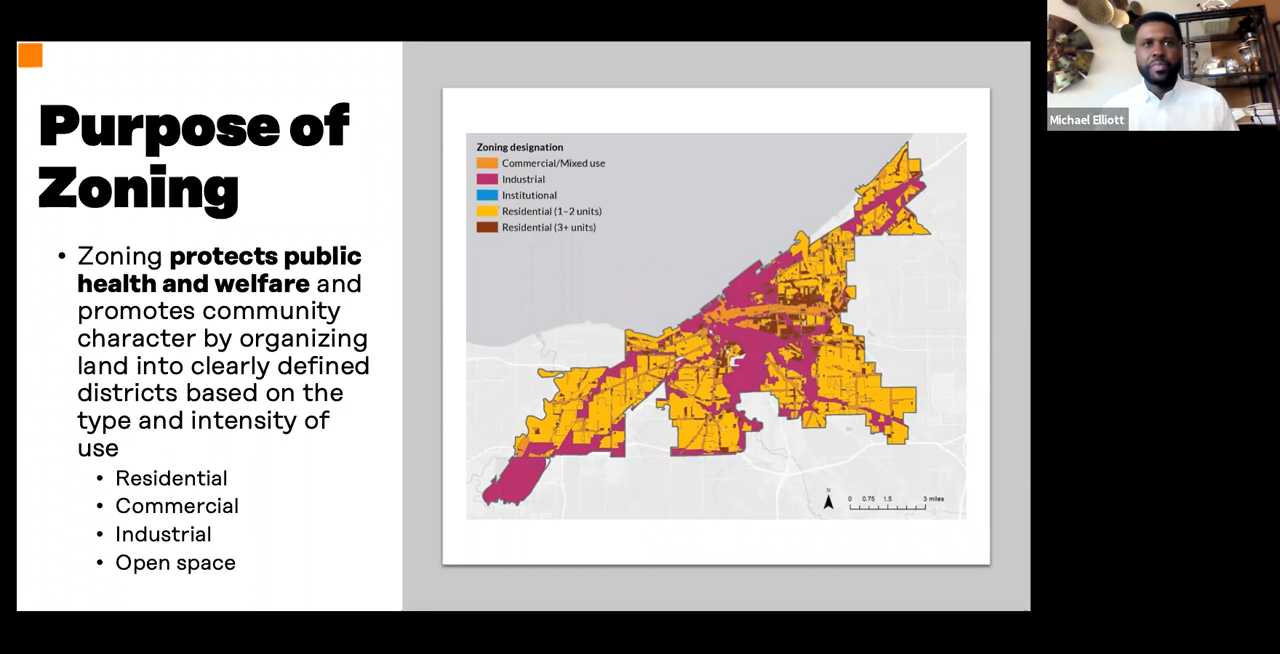 Purpose of
Zoning
• Zoning protects public
health and welfare and
promotes community
character by organizing
land into clearly defined
districts based on the
type and intensity of
use
• Residential
• Commercial
• Industrial
• Open space
Zoning designation
Commercial/Mixed use
Industrial
Institutional
Residential (1–2 units)
Residential (3+ units)
N
0 0.75 1.5 3 miles
Michael Elliott